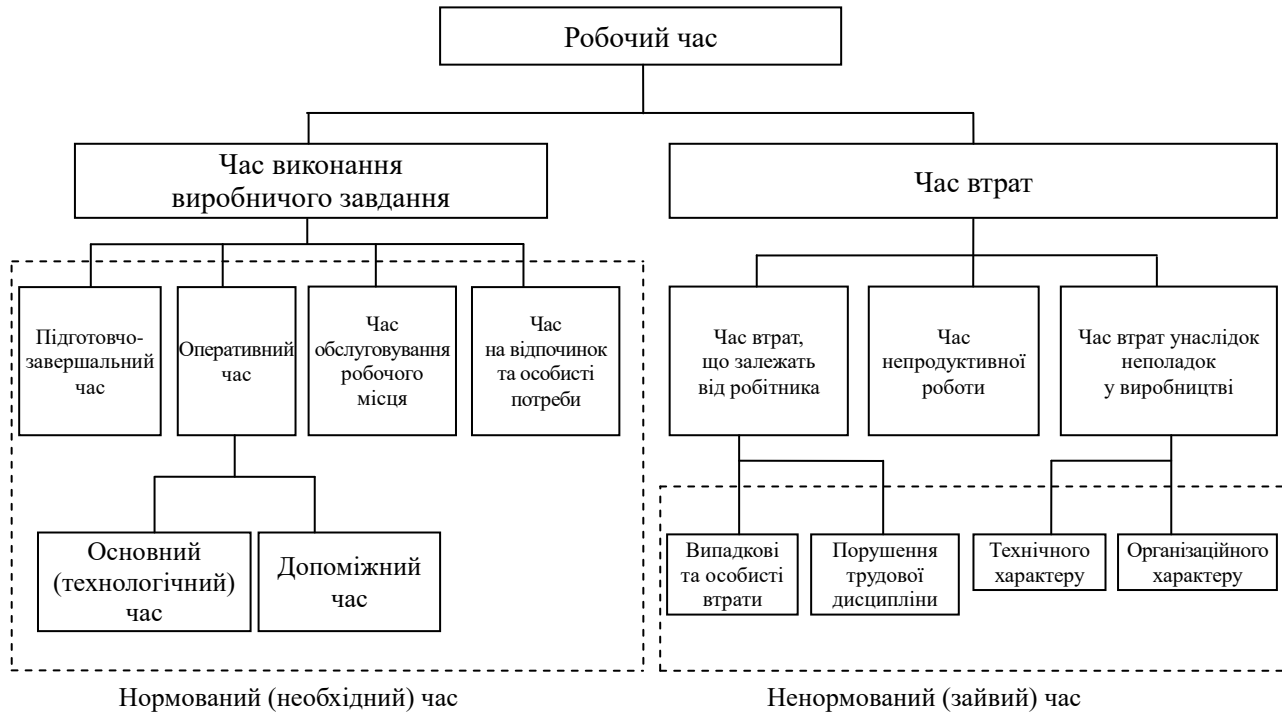 Робочий час
Час виконання
виробничого завдання
Час втрат
Підготовчо-
завершальний
час
Оперативний
час
Час
обслуговування
робочого
місця
Час
на відпочинок
та особисті
потреби
Час втрат,
що залежать
від робітника
Час
непродуктивної
роботи
Час втрат унаслідок
неполадок
у виробництві
Основний
(технологічний)
час
Допоміжний
час
Випадкові
та особисті
втрати
Порушення
трудової
дисципліни
Технічного
характеру
Організаційного
характеру
Нормований (необхідний) час
Ненормований (зайвий) час